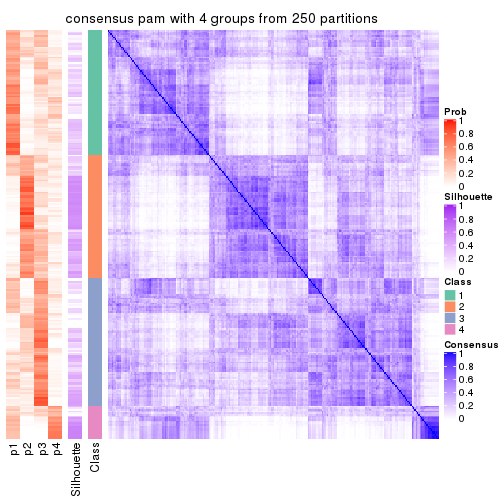 consensus pam with 4 groups from 250 partitions
Prob
1
0.8
0.6
0.4
0.2
0
Silhouette
1
0.8
0.6
0.4
0.2
0
Class
1
2
3
4
Consensus
1
0.8
0.6
0.4
0.2
0
p1
p2
p3
p4
Silhouette
Class